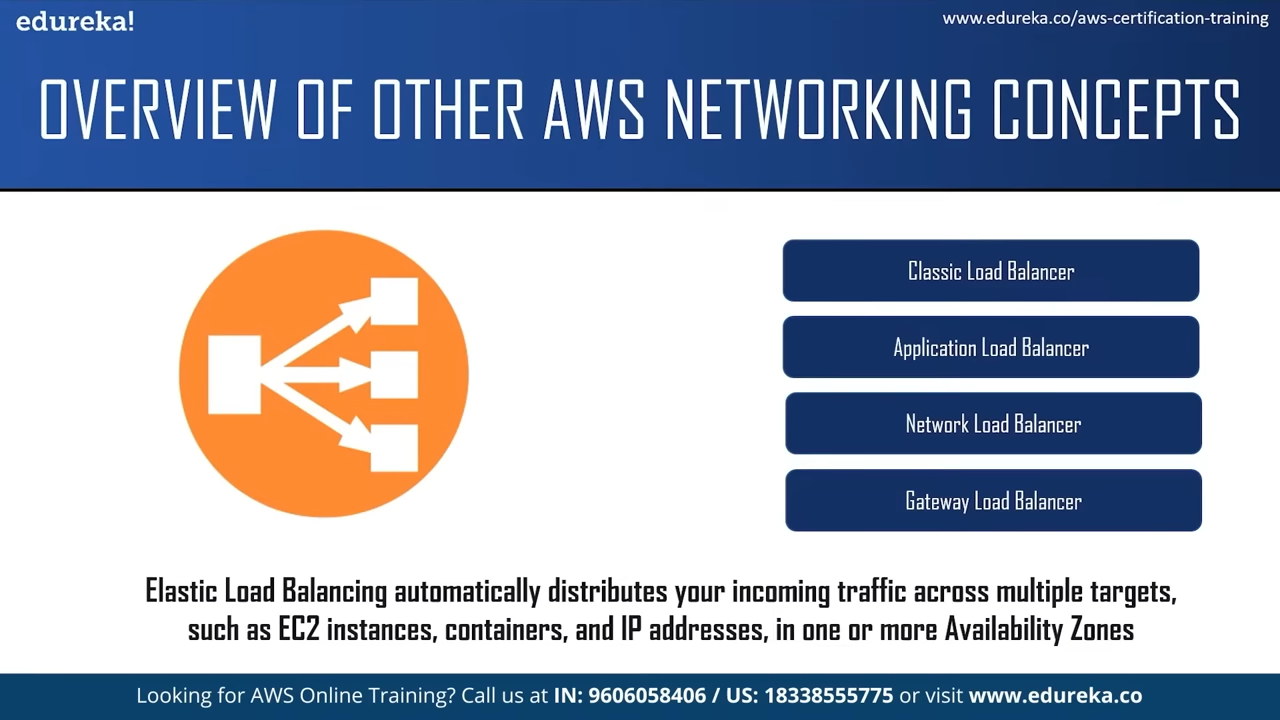 edureka!
www.edureka.co/aws-certification-training
OVERVIEW OF OTHER AWS NETWORKING CONCEPTS
Classic Load Balancer
Application Load Balancer
Network Load Balancer
Gateway Load Balancer
Elastic Load Balancing automatically distributes your incoming traffic across multiple targets,
such as EC2 instances, containers, and IP addresses, in one or more Availability Zones
Looking for AWS Online Training? Call us at IN: 9606058406 / US: 18338555775 or visit www.edureka.co